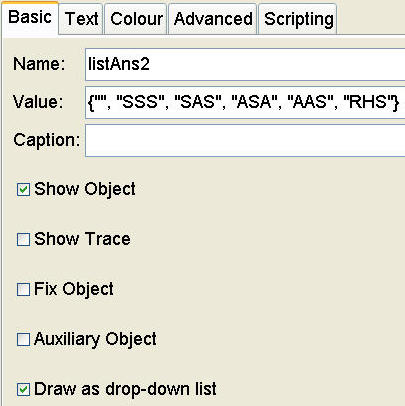 Basic Text Colour Advanced Scripting
Name: listAns2
Value: {"", "SSS", "SAS", "ASA", "AAS", "RHS"}
Caption:
Show Object
Show Trace
Fix Object
Auxiliary Object
Draw as drop-down list